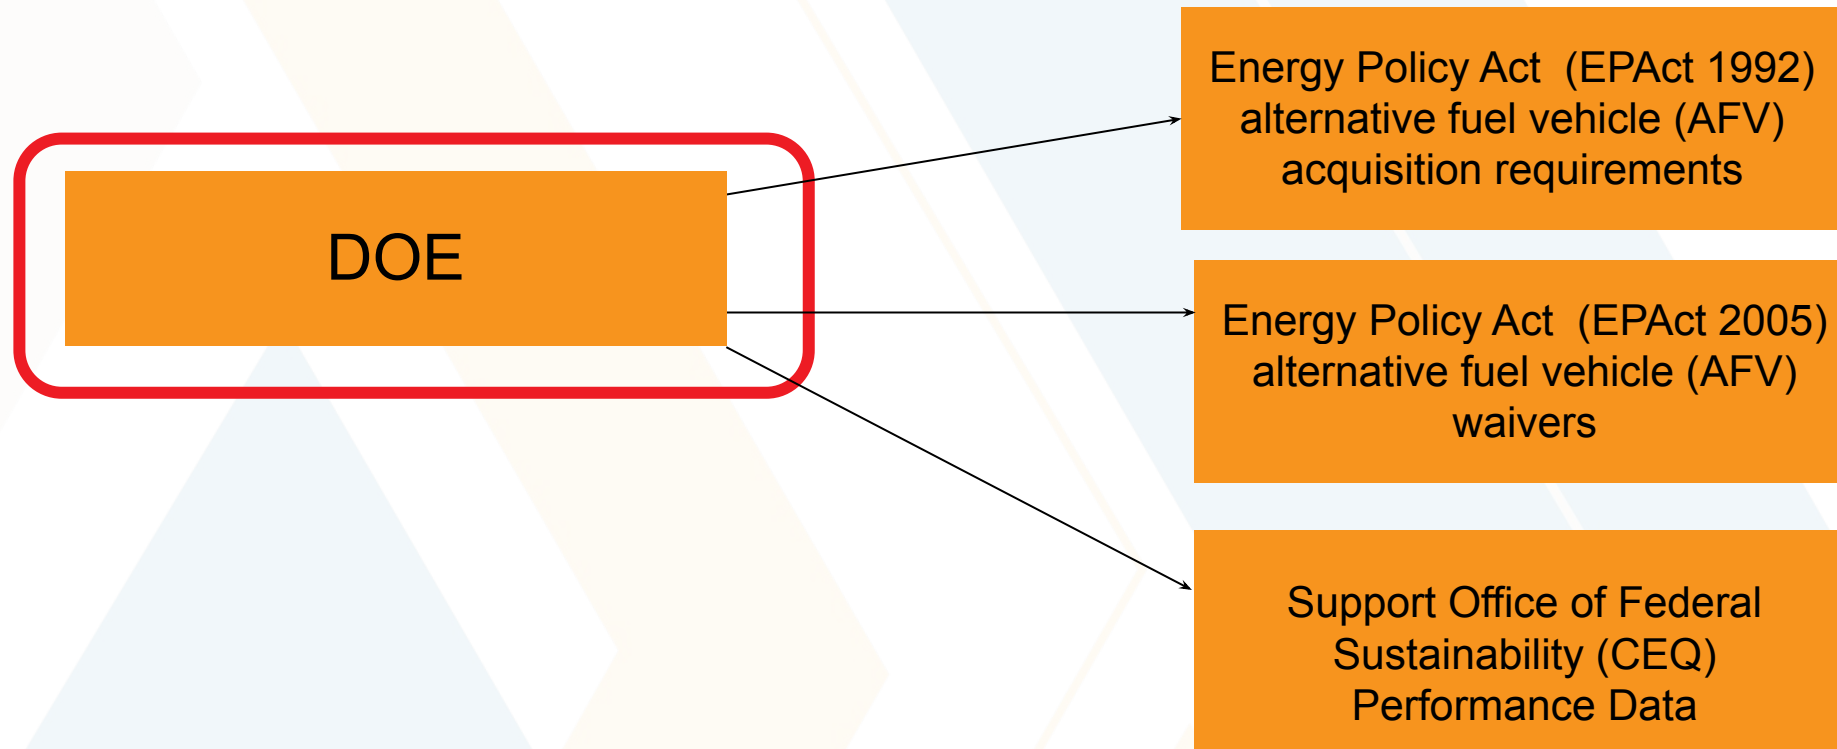 DOE
Energy Policy Act  (EPAct 1992)
alternative fuel vehicle (AFV)
acquisition requirements
Energy Policy Act  (EPAct 2005)
alternative fuel vehicle (AFV)
waivers
Support Office of Federal
Sustainability (CEQ)
Performance Data